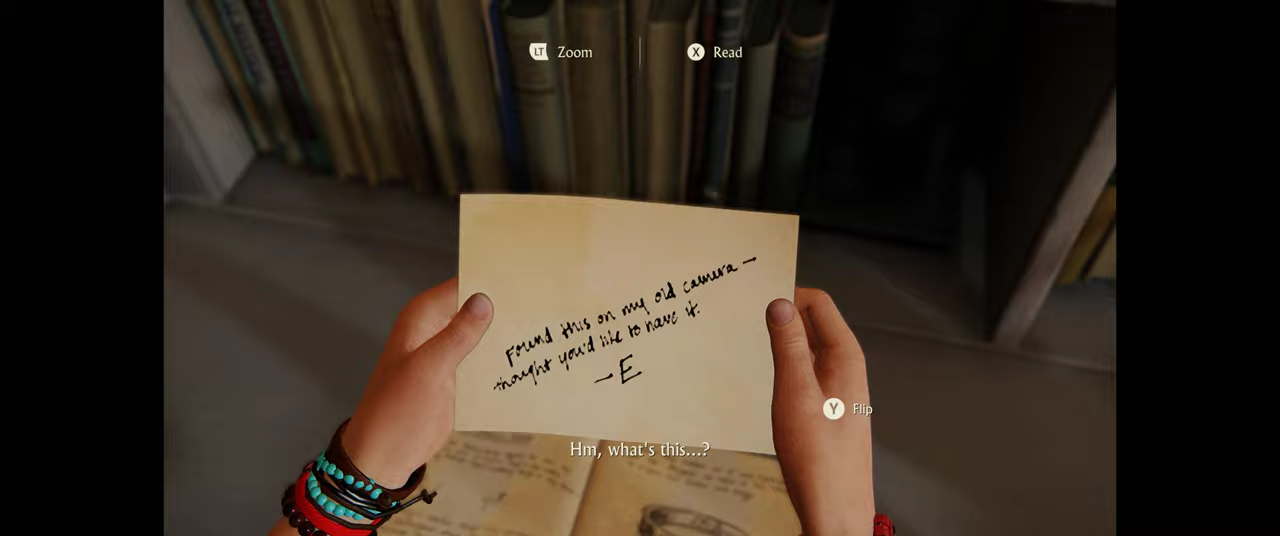 LT Zoom
X Read
Found this on my old camera —
thought you'd like to have it.
—E
Y Flip
Hm, what's this...?